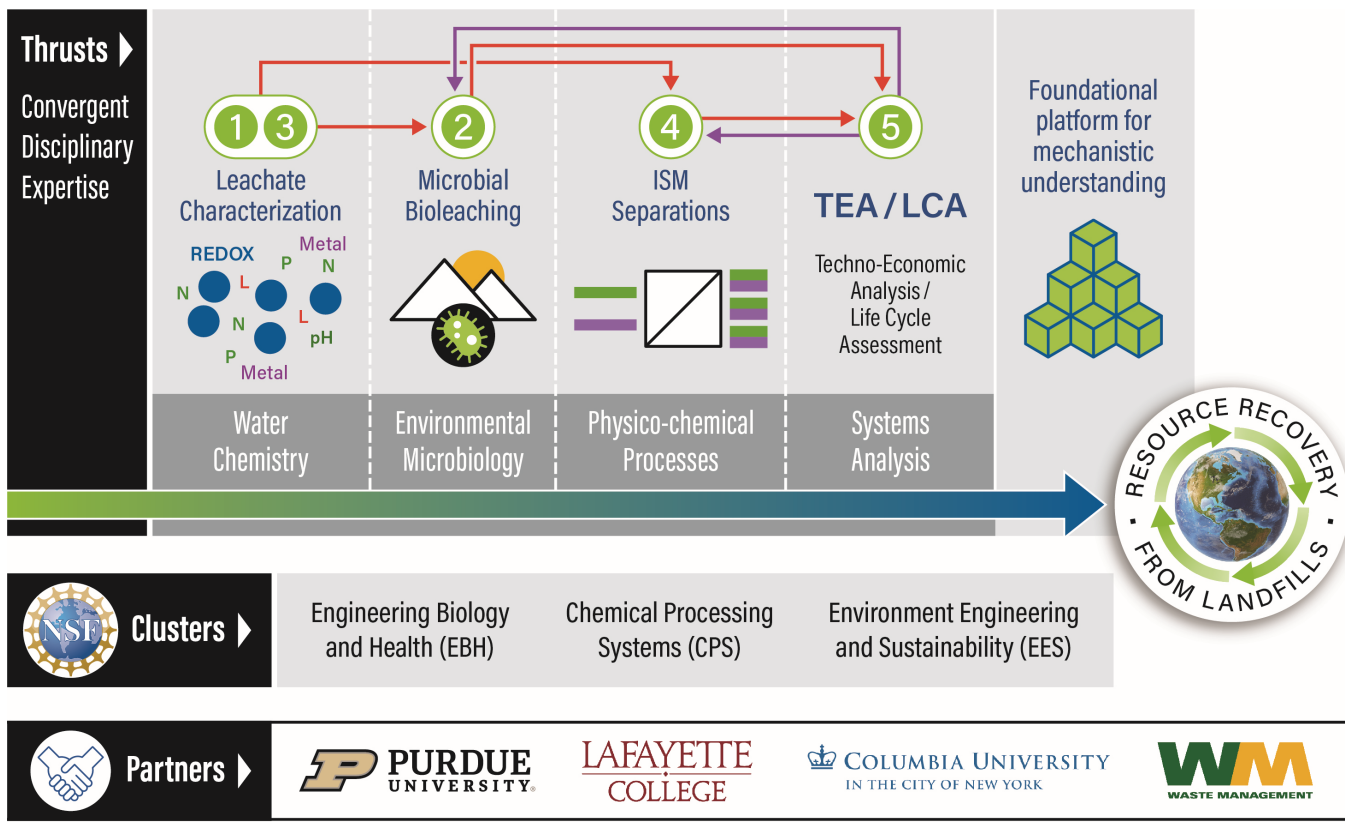 Thrusts
Convergent
Disciplinary
Expertise
1 3
2
4
5
Leachate
Characterization
Microbial
Bioleaching
ISM
Separations
TEA / LCA
Techno-Economic
Analysis /
Life Cycle
Assessment
Foundational
platform for
mechanistic
understanding
REDOX
Metal
P
N
N
L
L
N
pH
P
Metal
Water
Chemistry
Environmental
Microbiology
Physico-chemical
Processes
Systems
Analysis
RESOURCE RECOVERY
· FROM LANDFILLS ·
NSF
Clusters
Engineering Biology
and Health (EBH)
Chemical Processing
Systems (CPS)
Environment Engineering
and Sustainability (EES)
Partners
P PURDUE
UNIVERSITY®
LAFAYETTE
COLLEGE
COLUMBIA UNIVERSITY
IN THE CITY OF NEW YORK
WM
WASTE MANAGEMENT